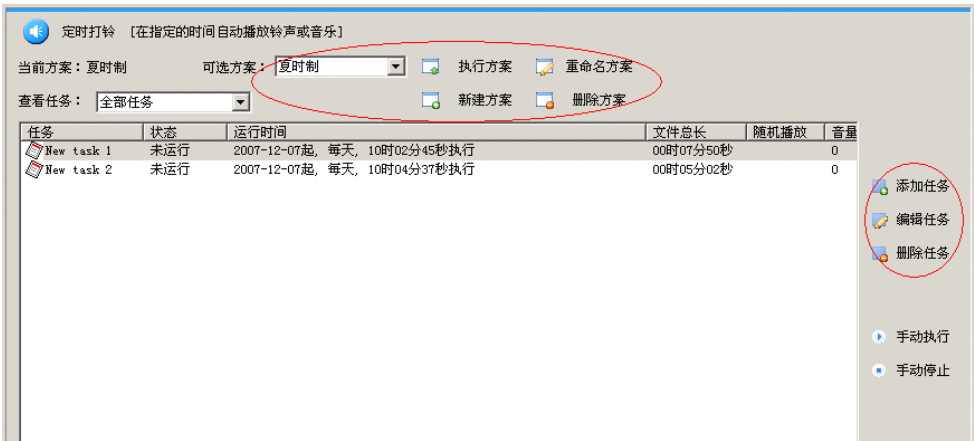 定时打铃 [在指定的时间自动播放铃声或音乐]
当前方案：夏时制 可选方案： 夏时制 执行方案 重命名方案
查看任务： 全部任务 新建方案 删除方案
任务 状态 运行时间 文件总长 随机播放 音量
New task 1 未运行 2007-12-07起, 每天, 10时02分45秒执行 00时07分50秒 0
New task 2 未运行 2007-12-07起, 每天, 10时04分37秒执行 00时05分02秒 0
添加任务
编辑任务
删除任务
手动执行
手动停止